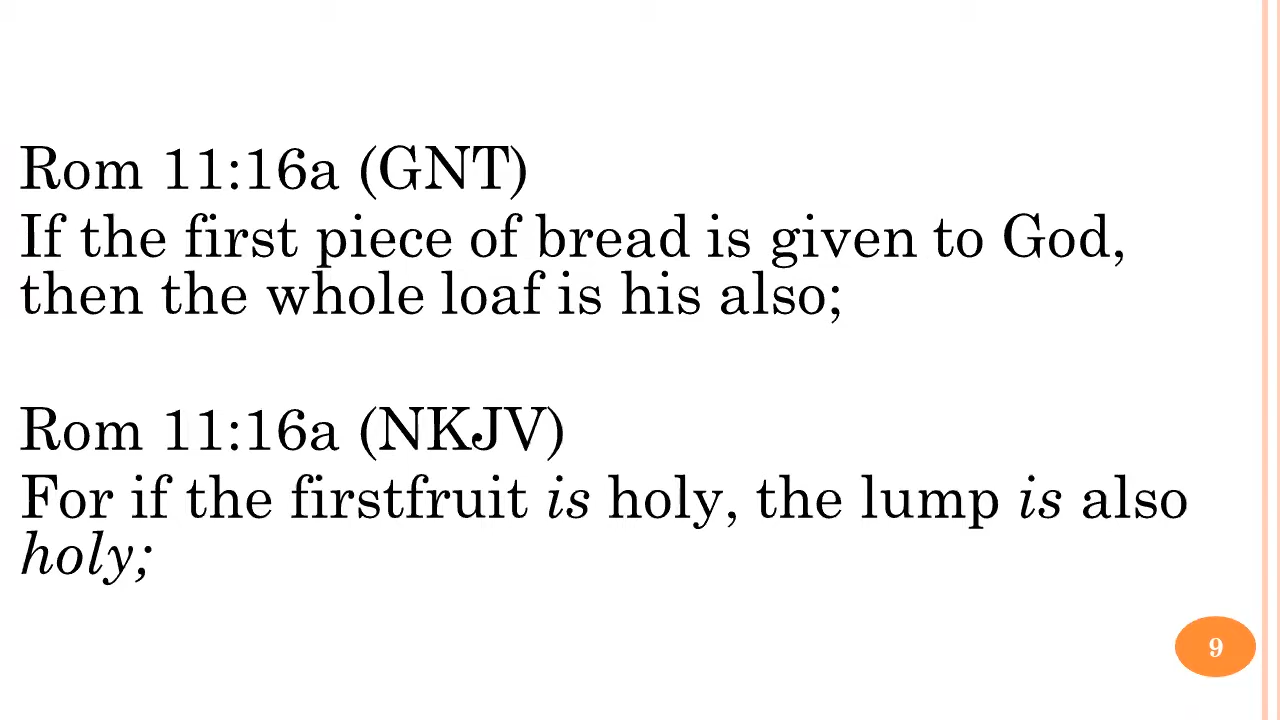 Rom 11:16a (GNT)
If the first piece of bread is given to God,
then the whole loaf is his also;
Rom 11:16a (NKJV)
For if the firstfruit is holy, the lump is also
holy;
9